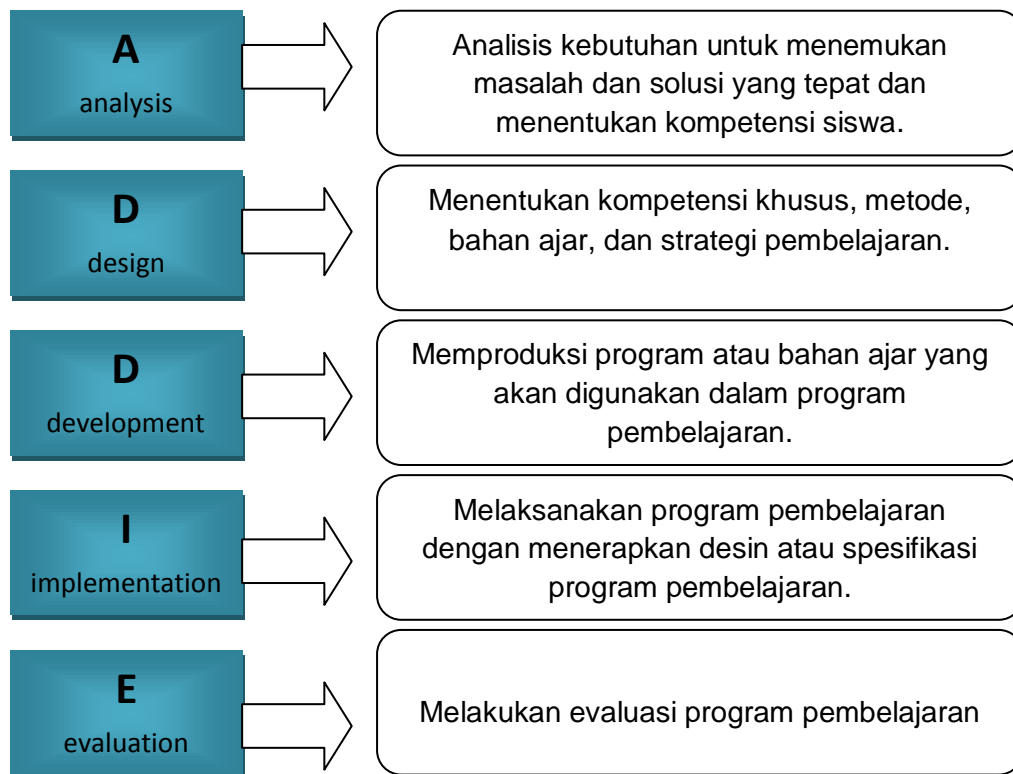 A
analysis
Analisis kebutuhan untuk menemukan
masalah dan solusi yang tepat dan
menentukan kompetensi siswa.
D
design
Menentukan kompetensi khusus, metode,
bahan ajar, dan strategi pembelajaran.
D
development
Memproduksi program atau bahan ajar yang
akan digunakan dalam program
pembelajaran.
I
implementation
Melaksanakan program pembelajaran
dengan menerapkan desin atau spesifikasi
program pembelajaran.
E
evaluation
Melakukan evaluasi program pembelajaran